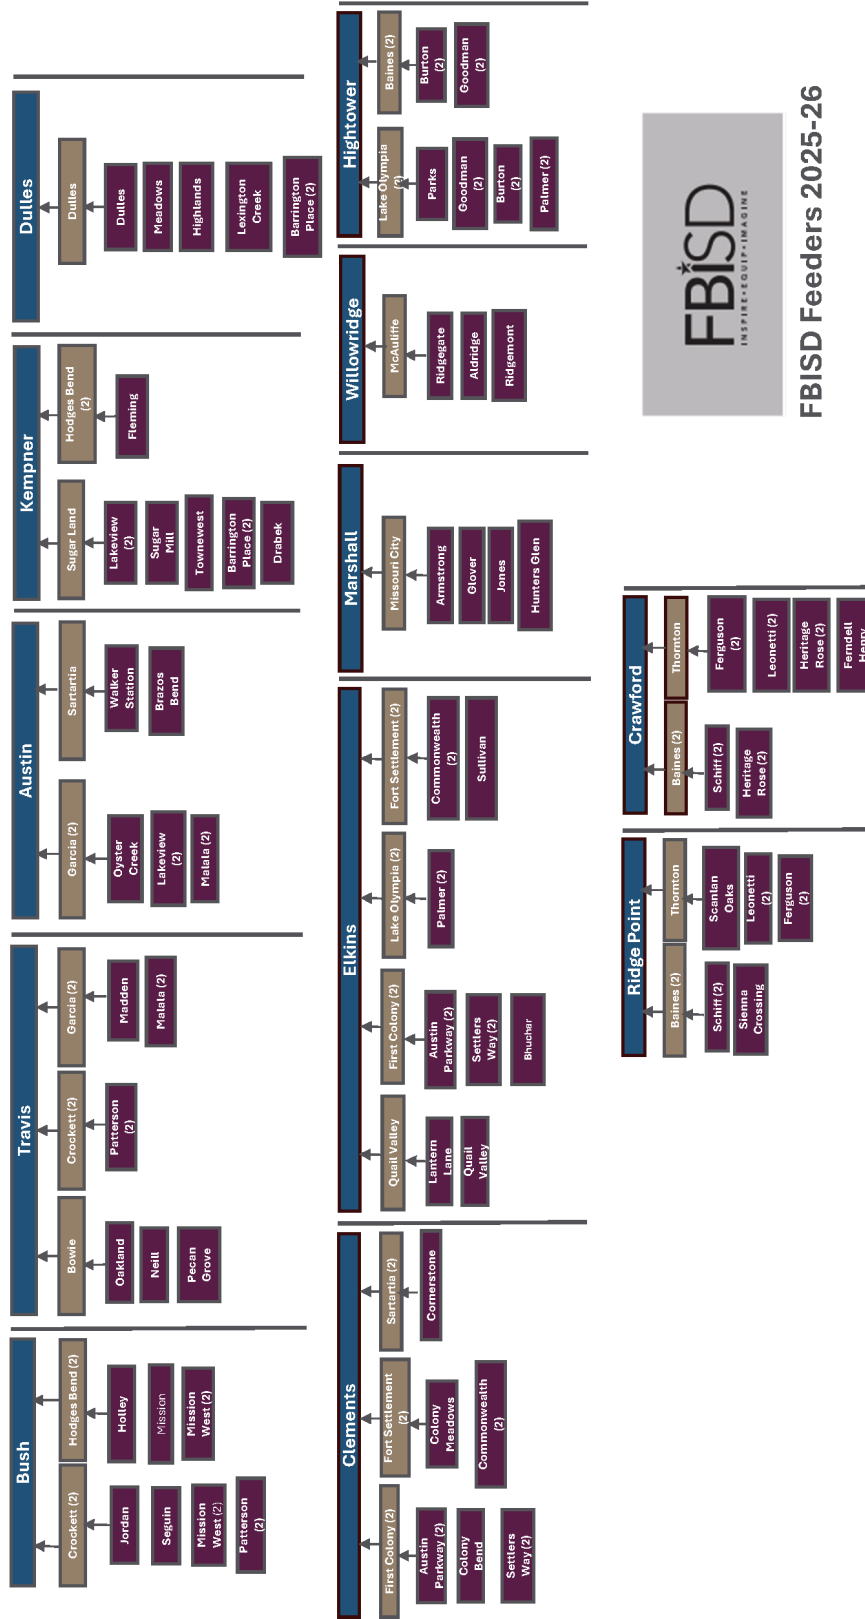 Bush
Crockett (2)
Jordan
Seguin
Mission
West (2)
Patterson
(2)
Hodges Bend (2)
Holley
Mission
Mission
West (2)
Travis
Bowie
Oakland
Neill
Pecan
Grove
Crockett (2)
Patterson
(2)
Garcia (2)
Madden
Malala (2)
Austin
Garcia (2)
Oyster
Creek
Lakeview
(2)
Malala (2)
Sartartia
Walker
Station
Brazos
Bend
Kempner
Sugar Land
Lakeview
(2)
Sugar
Mill
Townewest
Barrington
Place (2)
Drabek
Hodges Bend
(2)
Fleming
Dulles
Dulles
Dulles
Meadows
Highlands
Lexington
Creek
Barrington
Place (2)
Clements
First Colony (2)
Austin
Parkway (2)
Colony
Bend
Settlers
Way (2)
Fort Settlement
(2)
Colony
Meadows
Commonwealth
(2)
Sartartia (2)
Cornerstone
Elkins
Quail Valley
Lantern
Lane
Quail
Valley
First Colony (2)
Austin
Parkway (2)
Settlers
Way (2)
Bhuchar
Lake Olympia (2)
Palmer (2)
Fort Settlement (2)
Commonwealth
(2)
Sullivan
Marshall
Missouri City
Armstrong
Glover
Jones
Hunters Glen
Willowridge
McAuliffe
Ridgegate
Aldridge
Ridgemont
Hightower
Lake Olympia
(2)
Parks
Goodman
(2)
Burton
(2)
Palmer (2)
Baines (2)
Burton
(2)
Goodman
(2)
Ridge Point
Baines (2)
Schiff (2)
Sienna
Crossing
Thornton
Scanlan
Oaks
Leonetti
(2)
Ferguson
(2)
Crawford
Baines (2)
Schiff (2)
Heritage
Rose (2)
Thornton
Ferguson
(2)
Leonetti (2)
Heritage
Rose (2)
Ferndell
Henry
FBISD
INSPIRE•EQUIP•IMAGINE
FBISD Feeders 2025-26